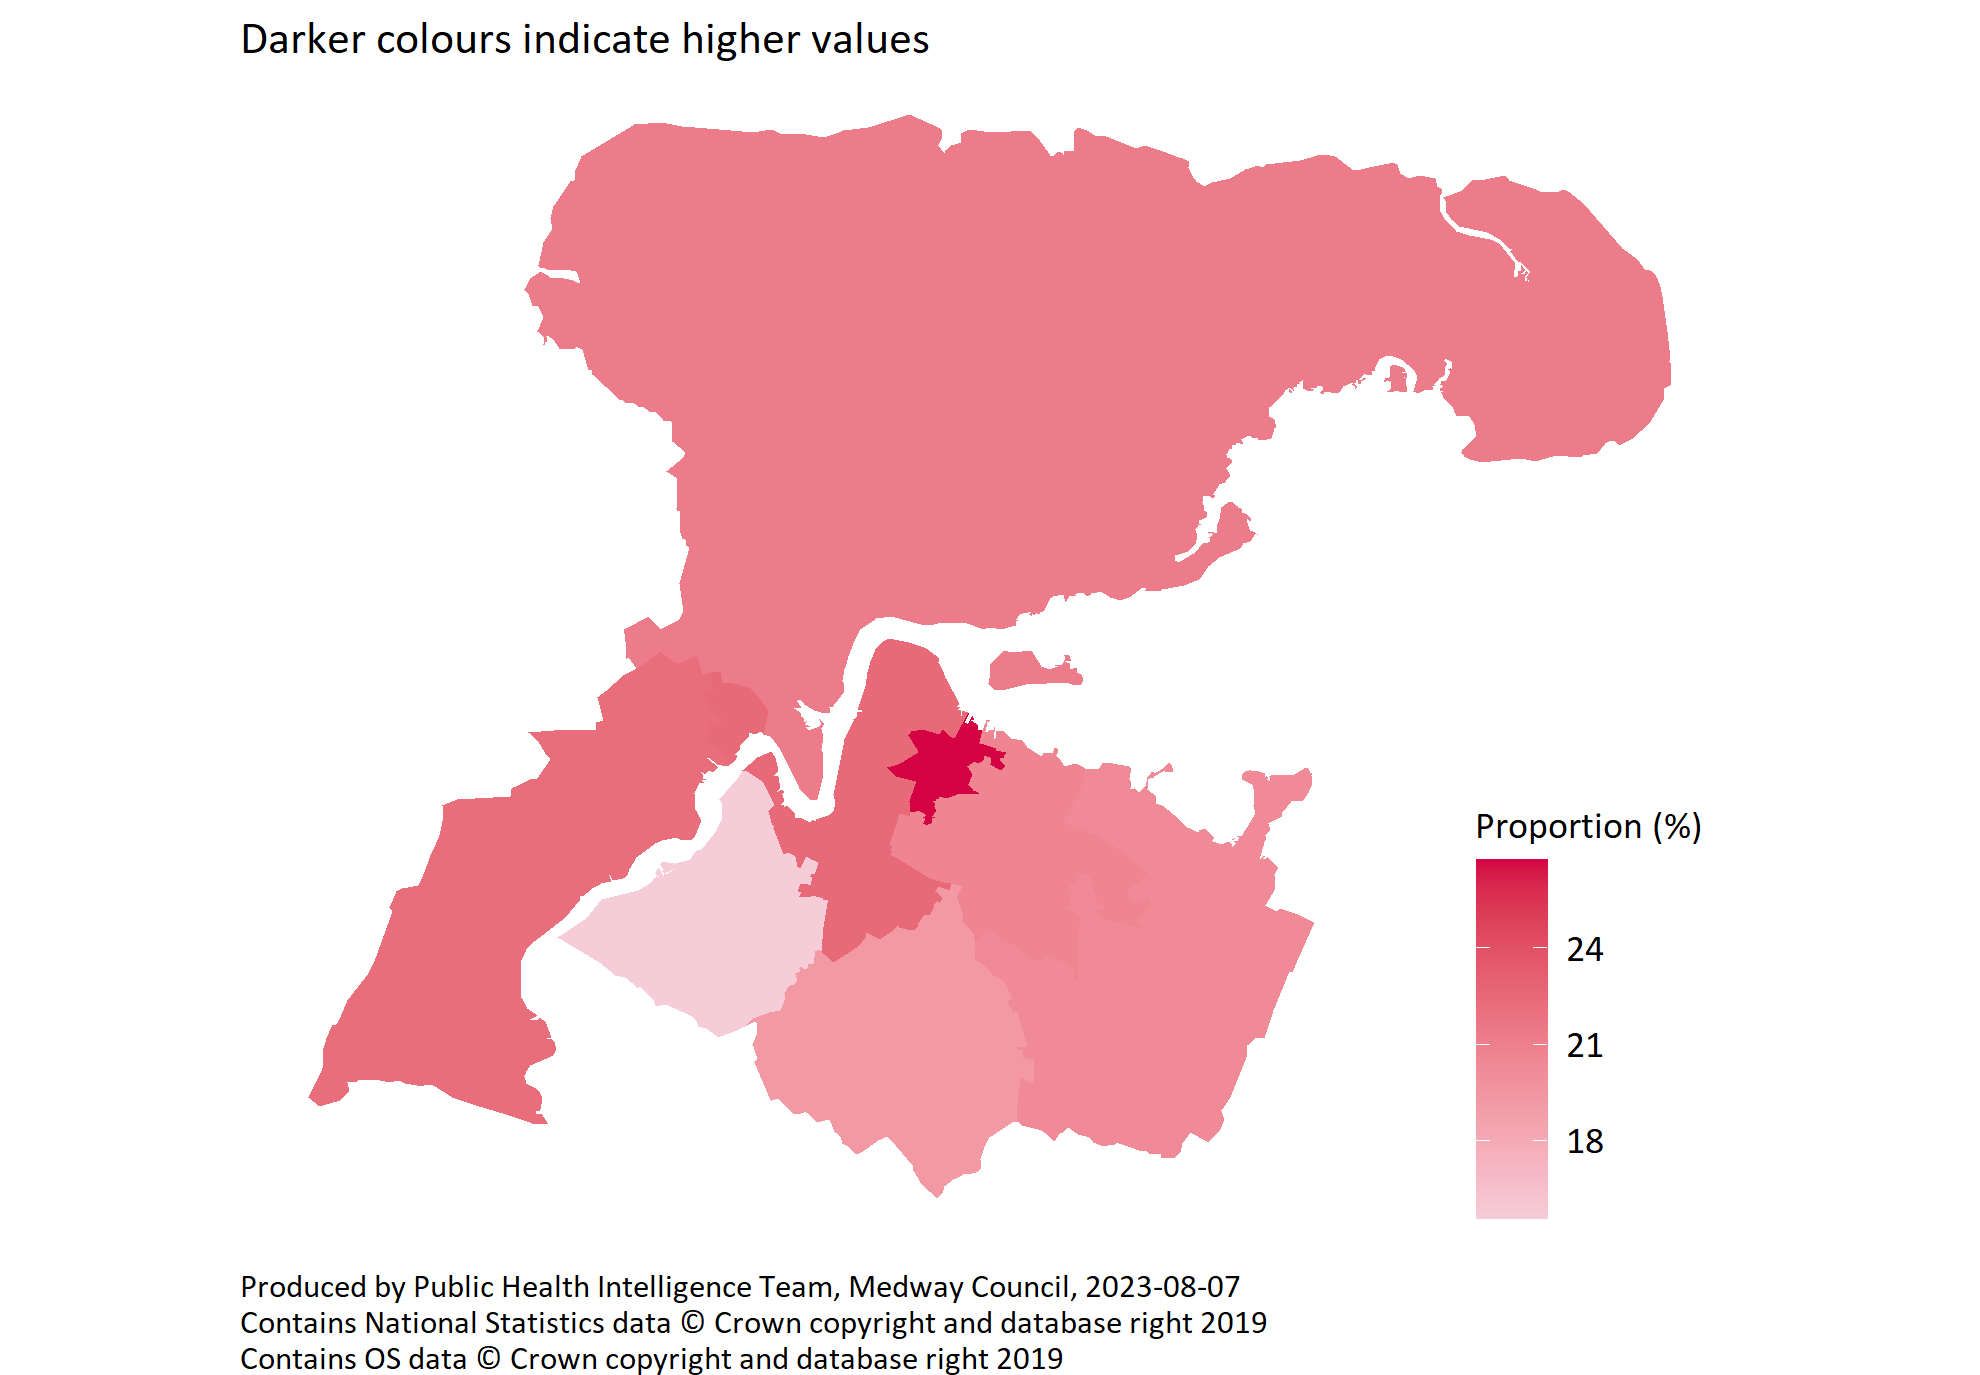 Darker colours indicate higher values
Proportion (%)
24
21
18
Produced by Public Health Intelligence Team, Medway Council, 2023-08-07
Contains National Statistics data © Crown copyright and database right 2019
Contains OS data © Crown copyright and database right 2019